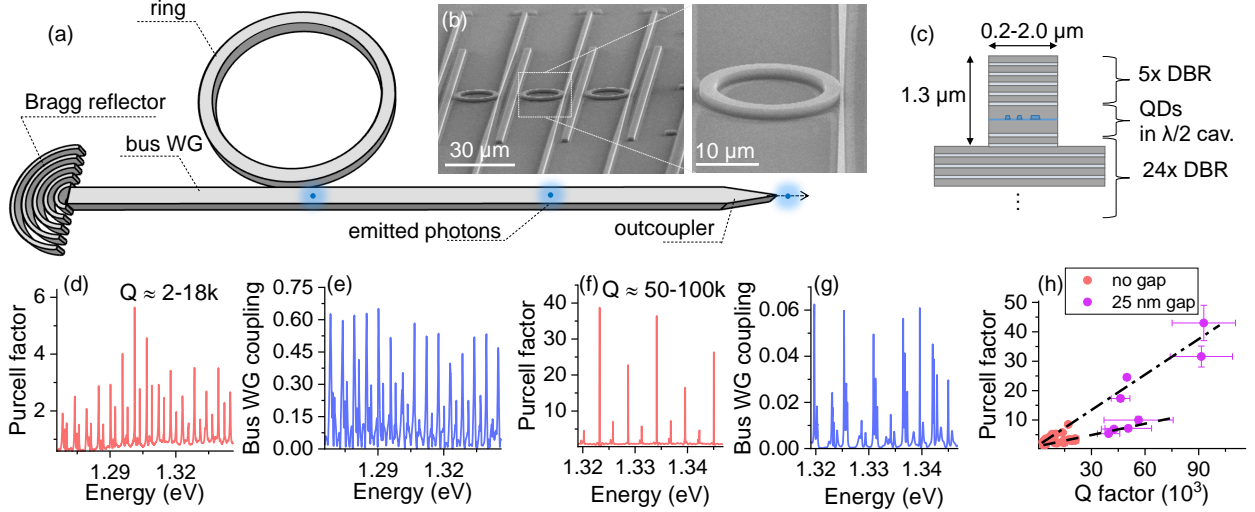 (a)
ring
Bragg reflector
bus WG
emitted photons
outcoupler
(b)
30 μm
10 μm
(c)
0.2-2.0 μm
1.3 μm
5x DBR
QDs
in λ/2 cav.
24x DBR
(d)
Q ≈ 2-18k
Purcell factor
6
4
2
1.29
1.32
Energy (eV)
(e)
Bus WG coupling
0.75
0.60
0.45
0.30
0.15
0.00
1.29
1.32
Energy (eV)
(f)
Q ≈ 50-100k
Purcell factor
40
30
20
10
0
1.32
1.33
1.34
Energy (eV)
(g)
Bus WG coupling
0.06
0.04
0.02
0.00
1.32
1.33
1.34
Energy (eV)
(h)
no gap
25 nm gap
Purcell factor
50
40
30
20
10
30
60
90
Q factor (10³)